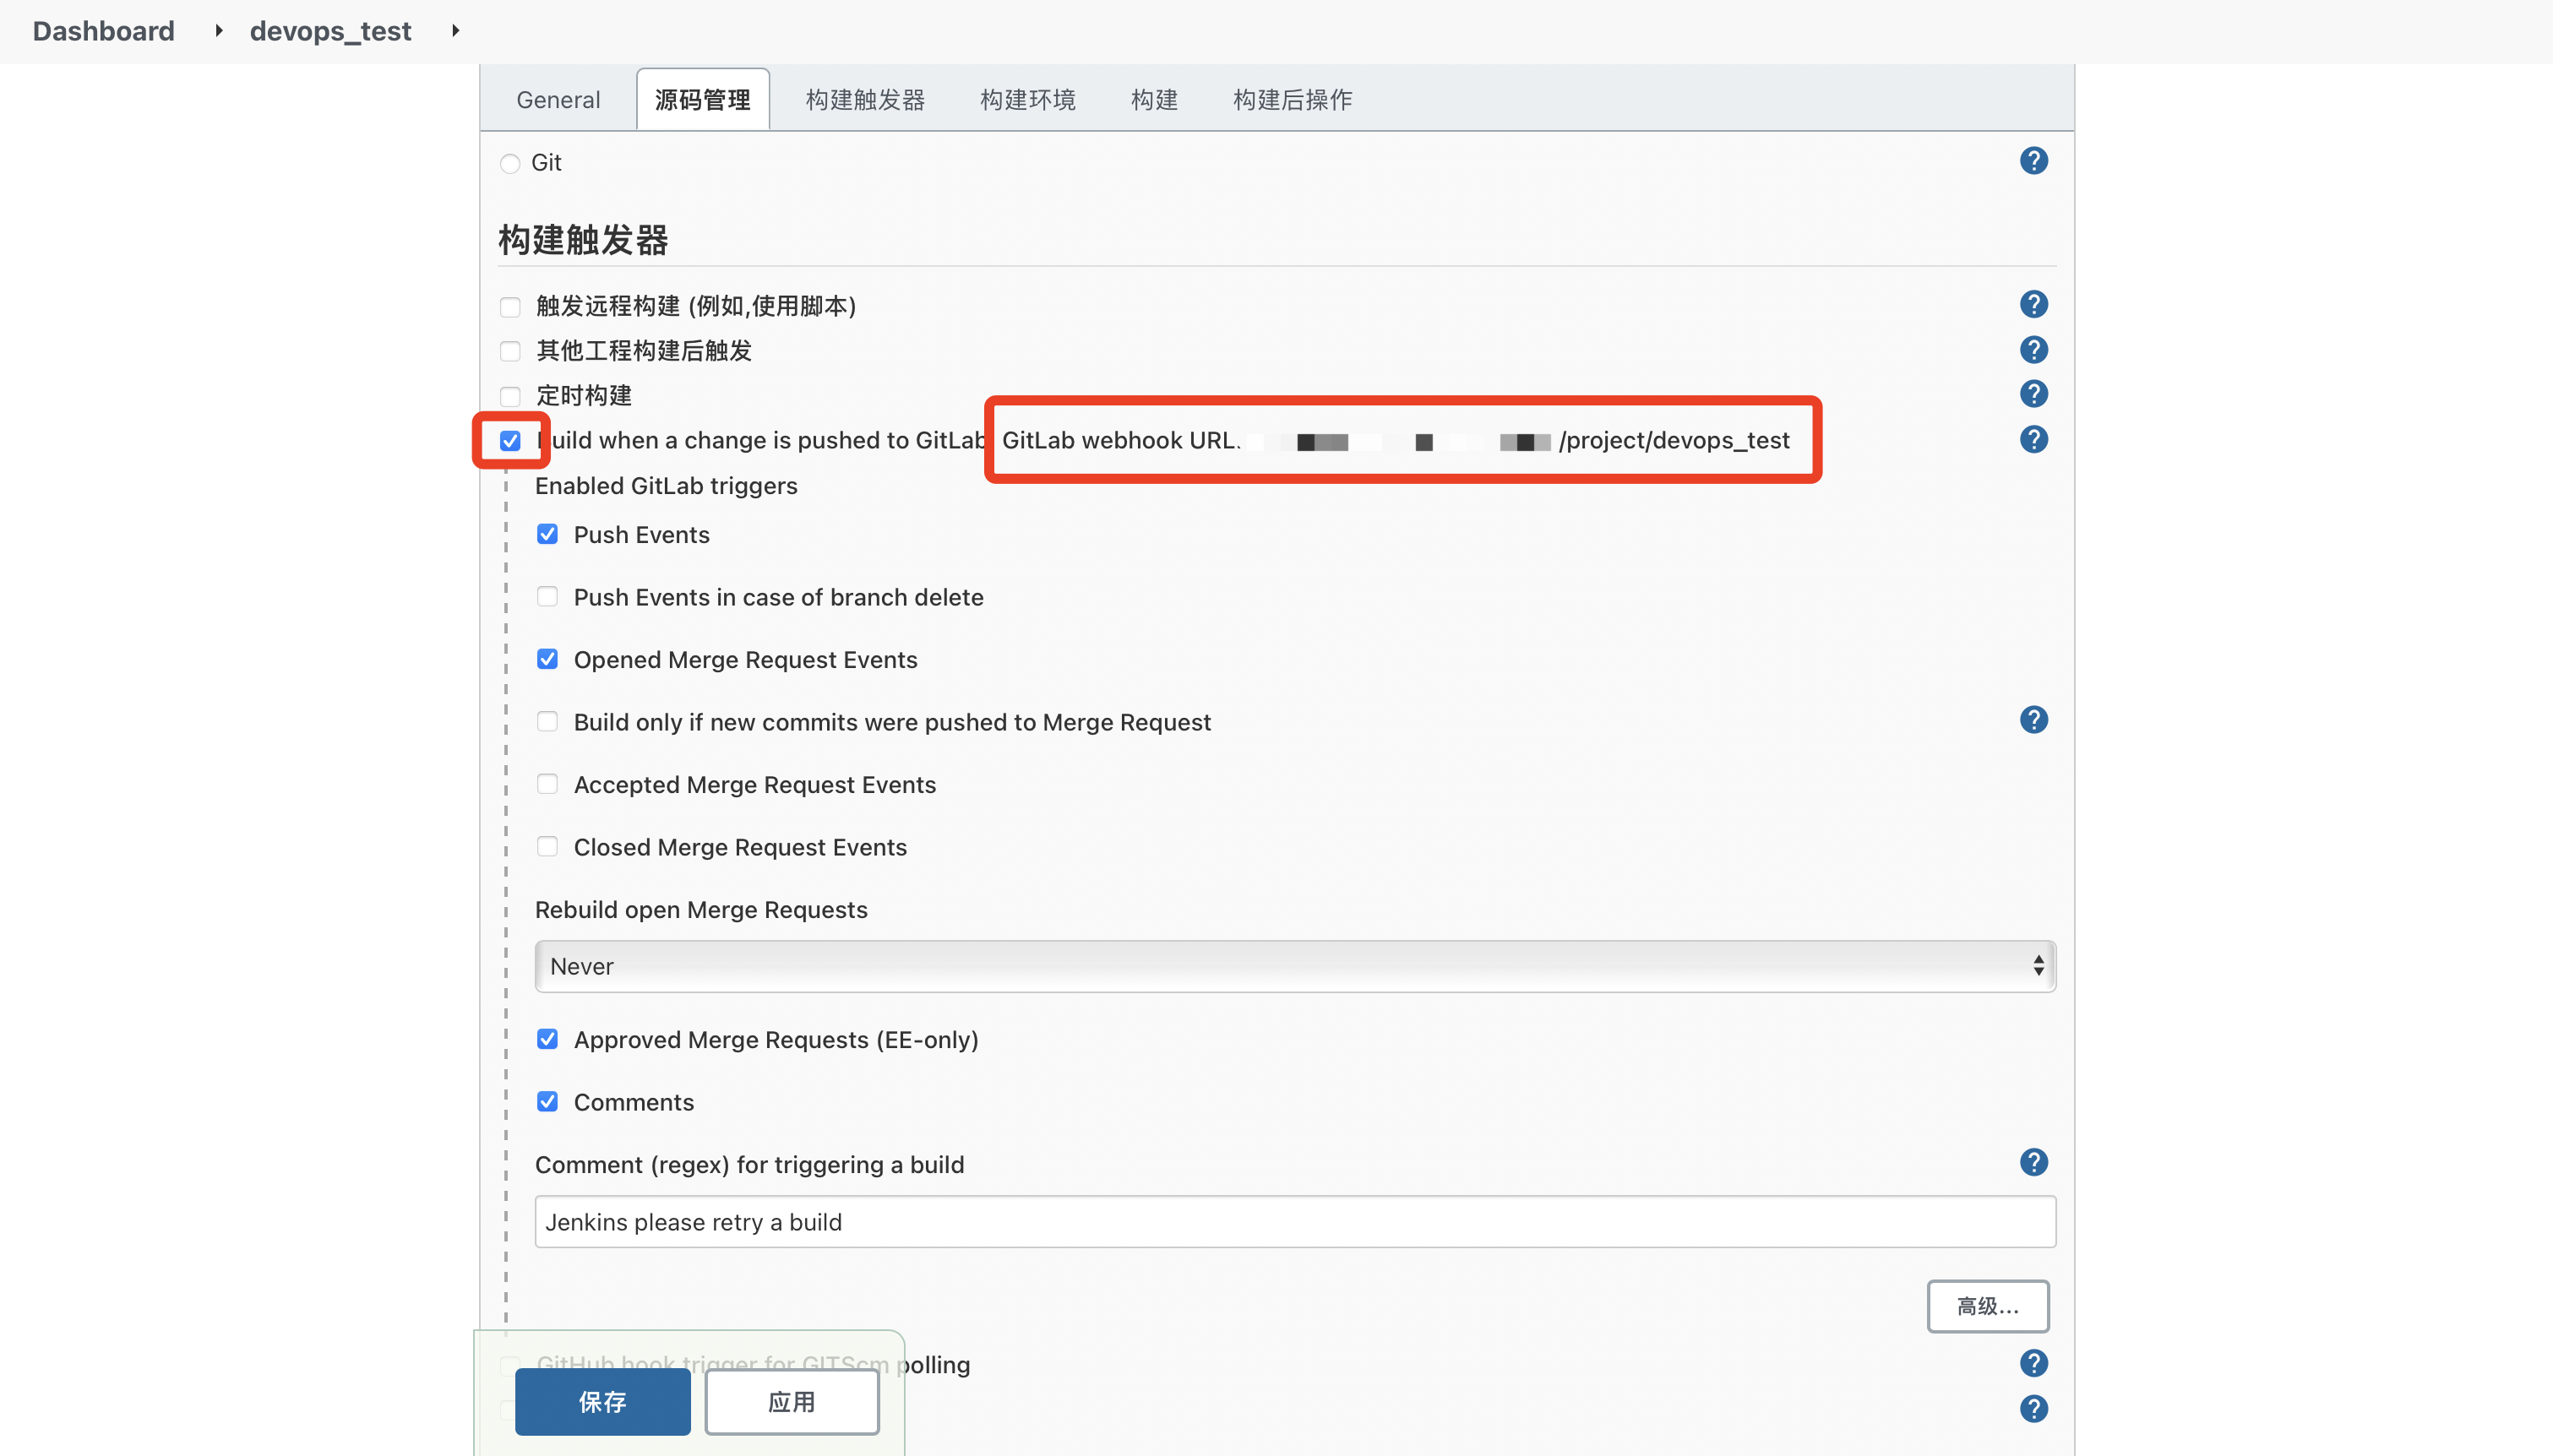 Dashboard devops_test
General 源码管理 构建触发器 构建环境 构建 构建后操作
Git
构建触发器
触发远程构建 (例如,使用脚本)
其他工程构建后触发
定时构建
Build when a change is pushed to GitLab. GitLab webhook URL: /project/devops_test
Enabled GitLab triggers
Push Events
Push Events in case of branch delete
Opened Merge Request Events
Build only if new commits were pushed to Merge Request
Accepted Merge Request Events
Closed Merge Request Events
Rebuild open Merge Requests
Never
Approved Merge Requests (EE-only)
Comments
Comment (regex) for triggering a build
Jenkins please retry a build
高级...
GitHub hook trigger for GITScm polling
保存 应用